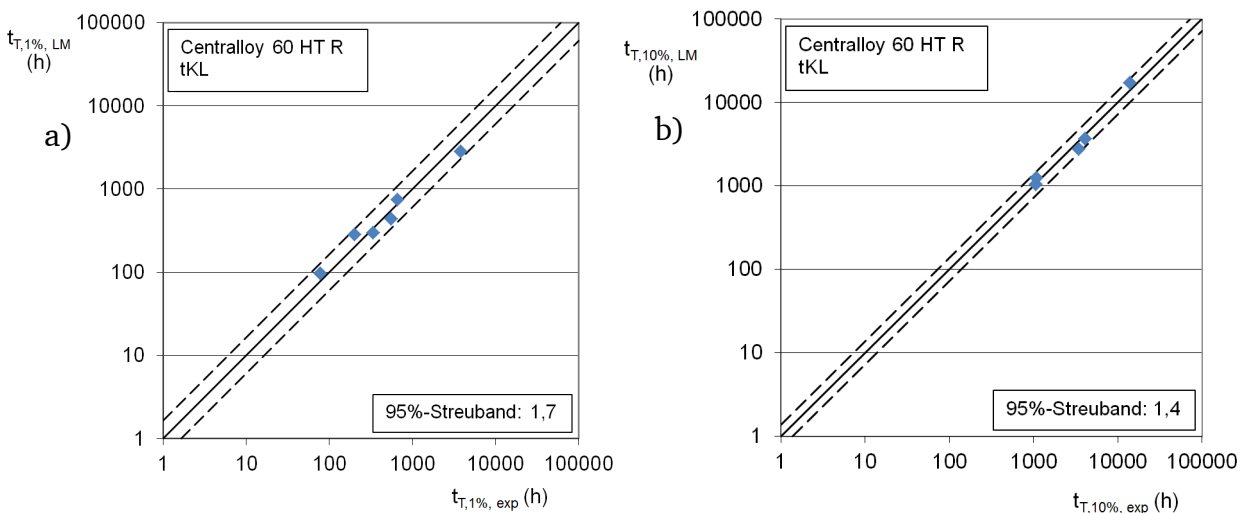 a)
t_T,1%, LM
(h)
100000
10000
1000
100
10
1
Centralloy 60 HT R
tKL
95%-Streuband: 1,7
1 10 100 1000 10000 100000
t_T,1%, exp (h)
b)
t_T,10%, LM
(h)
100000
10000
1000
100
10
1
Centralloy 60 HT R
tKL
95%-Streuband: 1,4
1 10 100 1000 10000 100000
t_T,10%, exp (h)